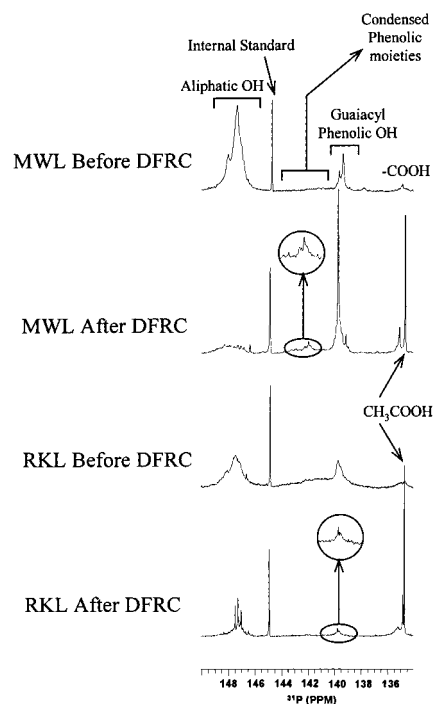 Condensed
Phenolic
moieties
Internal Standard
Aliphatic OH
Guaiacyl
Phenolic OH
MWL Before DFRC
-COOH
MWL After DFRC
CH₃COOH
RKL Before DFRC
RKL After DFRC
148 146 144 142 140 138 136
³¹P (PPM)